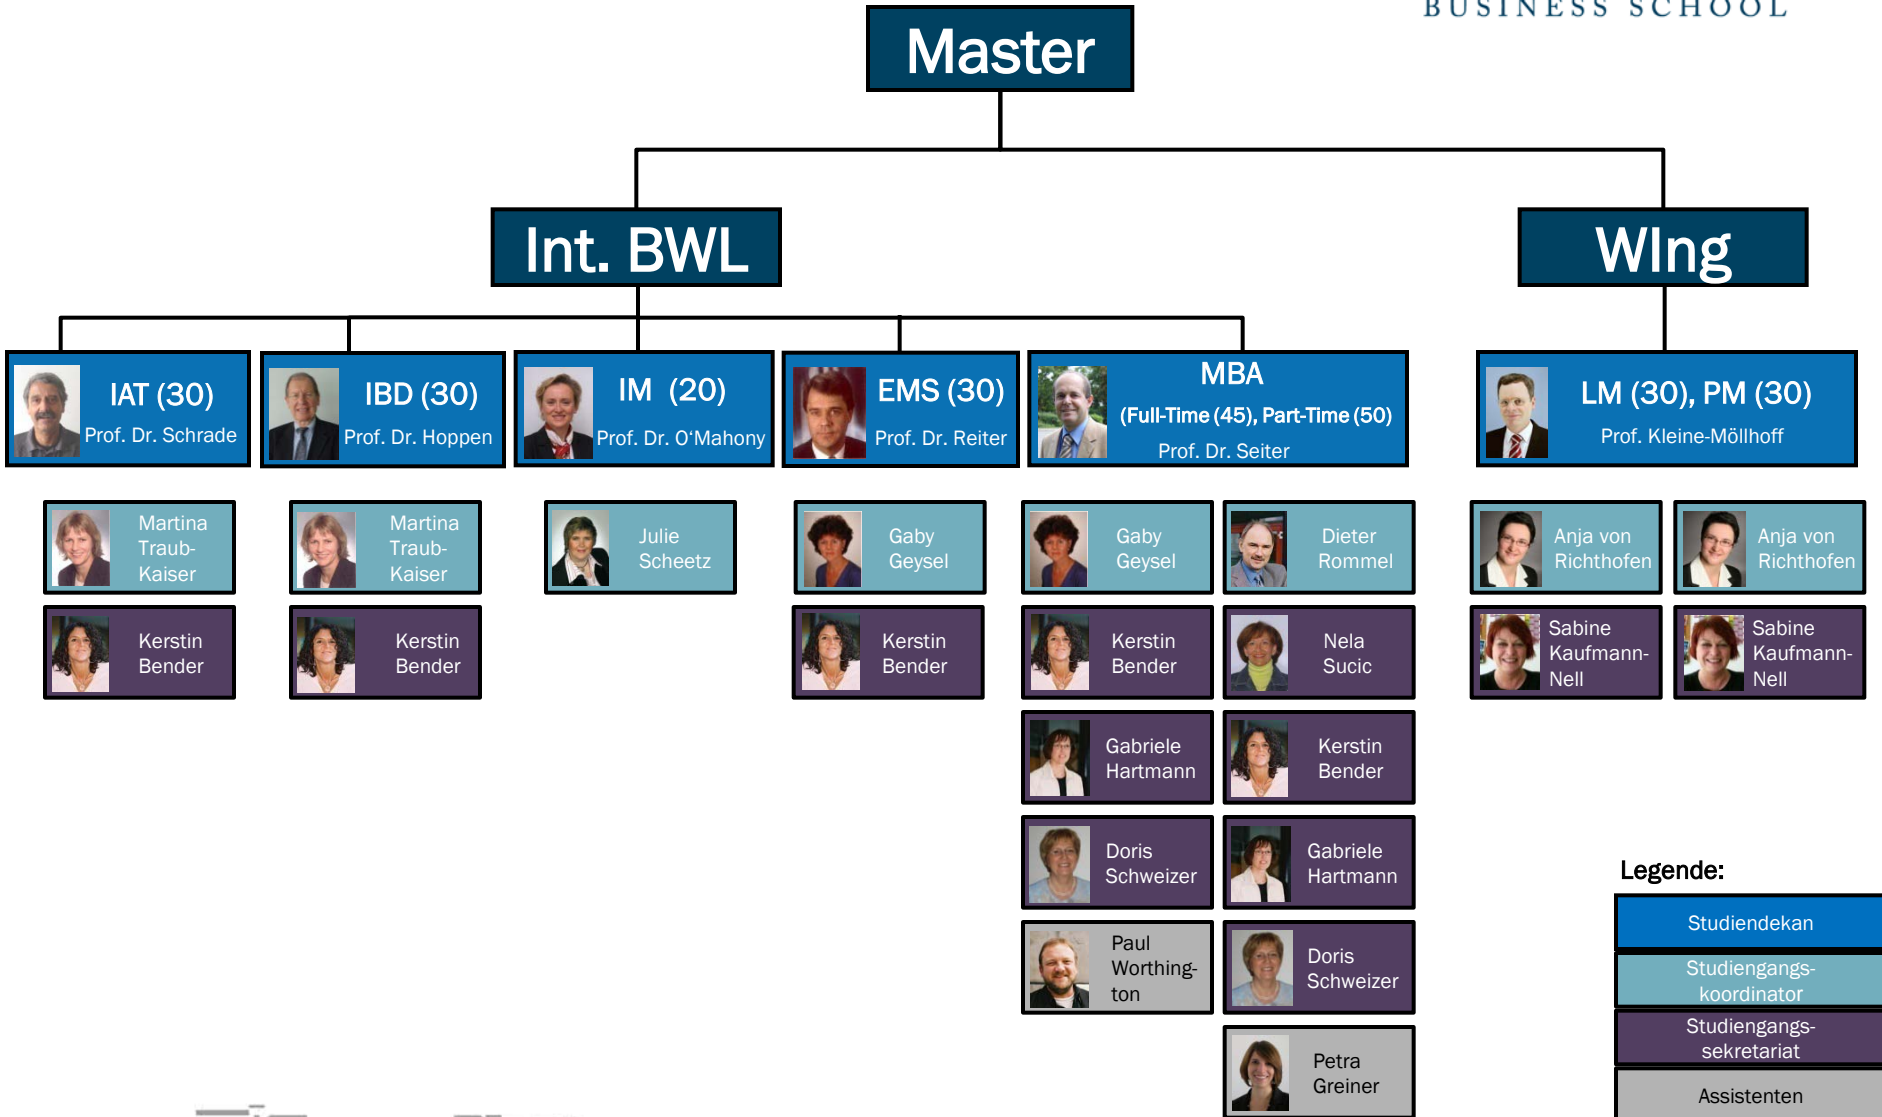 BUSINESS SCHOOL
Master
Int. BWL
WIng
IAT (30)
Prof. Dr. Schrade
IBD (30)
Prof. Dr. Hoppen
IM (20)
Prof. Dr. O‘Mahony
EMS (30)
Prof. Dr. Reiter
MBA
(Full-Time (45), Part-Time (50)
Prof. Dr. Seiter
LM (30), PM (30)
Prof. Kleine-Möllhoff
Martina
Traub-
Kaiser
Martina
Traub-
Kaiser
Julie
Scheetz
Gaby
Geysel
Gaby
Geysel
Dieter
Rommel
Anja von
Richthofen
Anja von
Richthofen
Kerstin
Bender
Kerstin
Bender
Kerstin
Bender
Kerstin
Bender
Nela
Sucic
Sabine
Kaufmann-
Nell
Sabine
Kaufmann-
Nell
Gabriele
Hartmann
Kerstin
Bender
Doris
Schweizer
Gabriele
Hartmann
Paul
Worthing-
ton
Doris
Schweizer
Petra
Greiner
Legende:
Studiendekan
Studiengangs-
koordinator
Studiengangs-
sekretariat
Assistenten